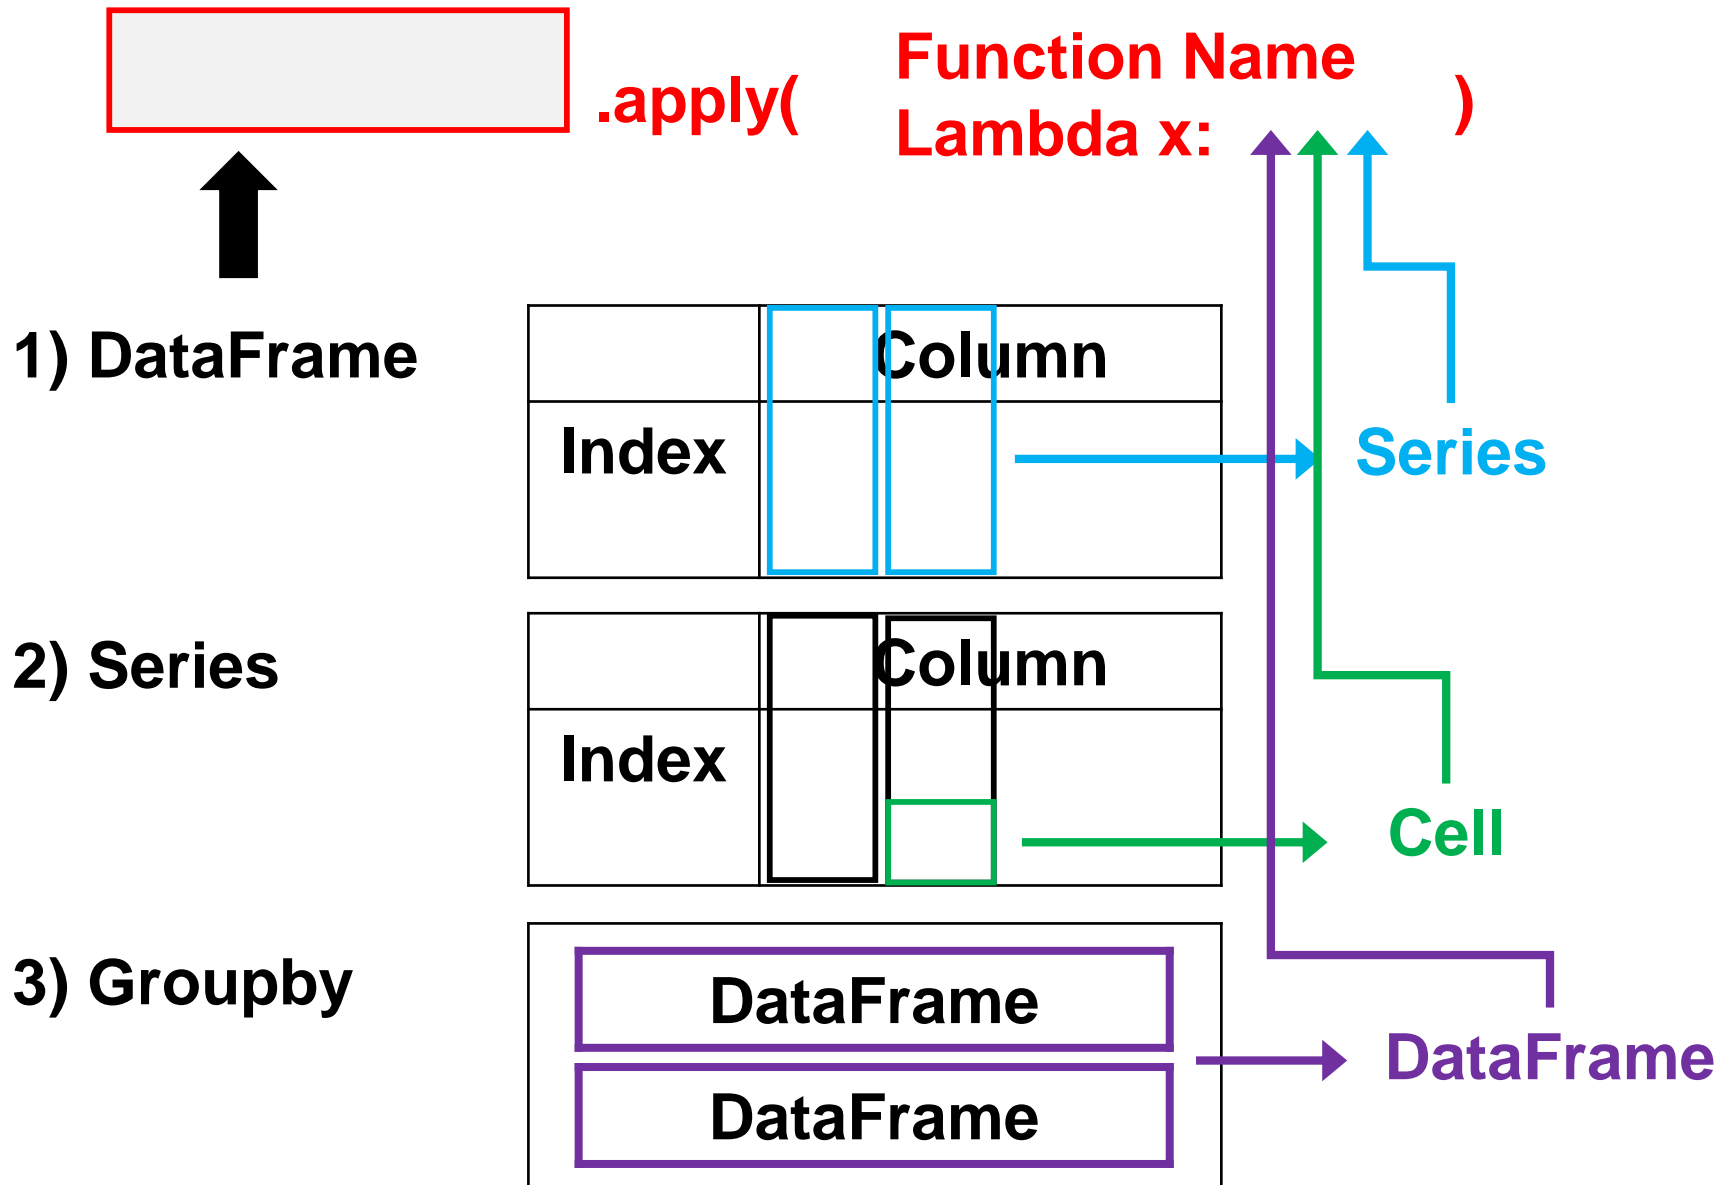 .apply(
Function Name
Lambda x:
)
1) DataFrame
Column
Index
Series
2) Series
Column
Index
Cell
3) Groupby
DataFrame
DataFrame
DataFrame